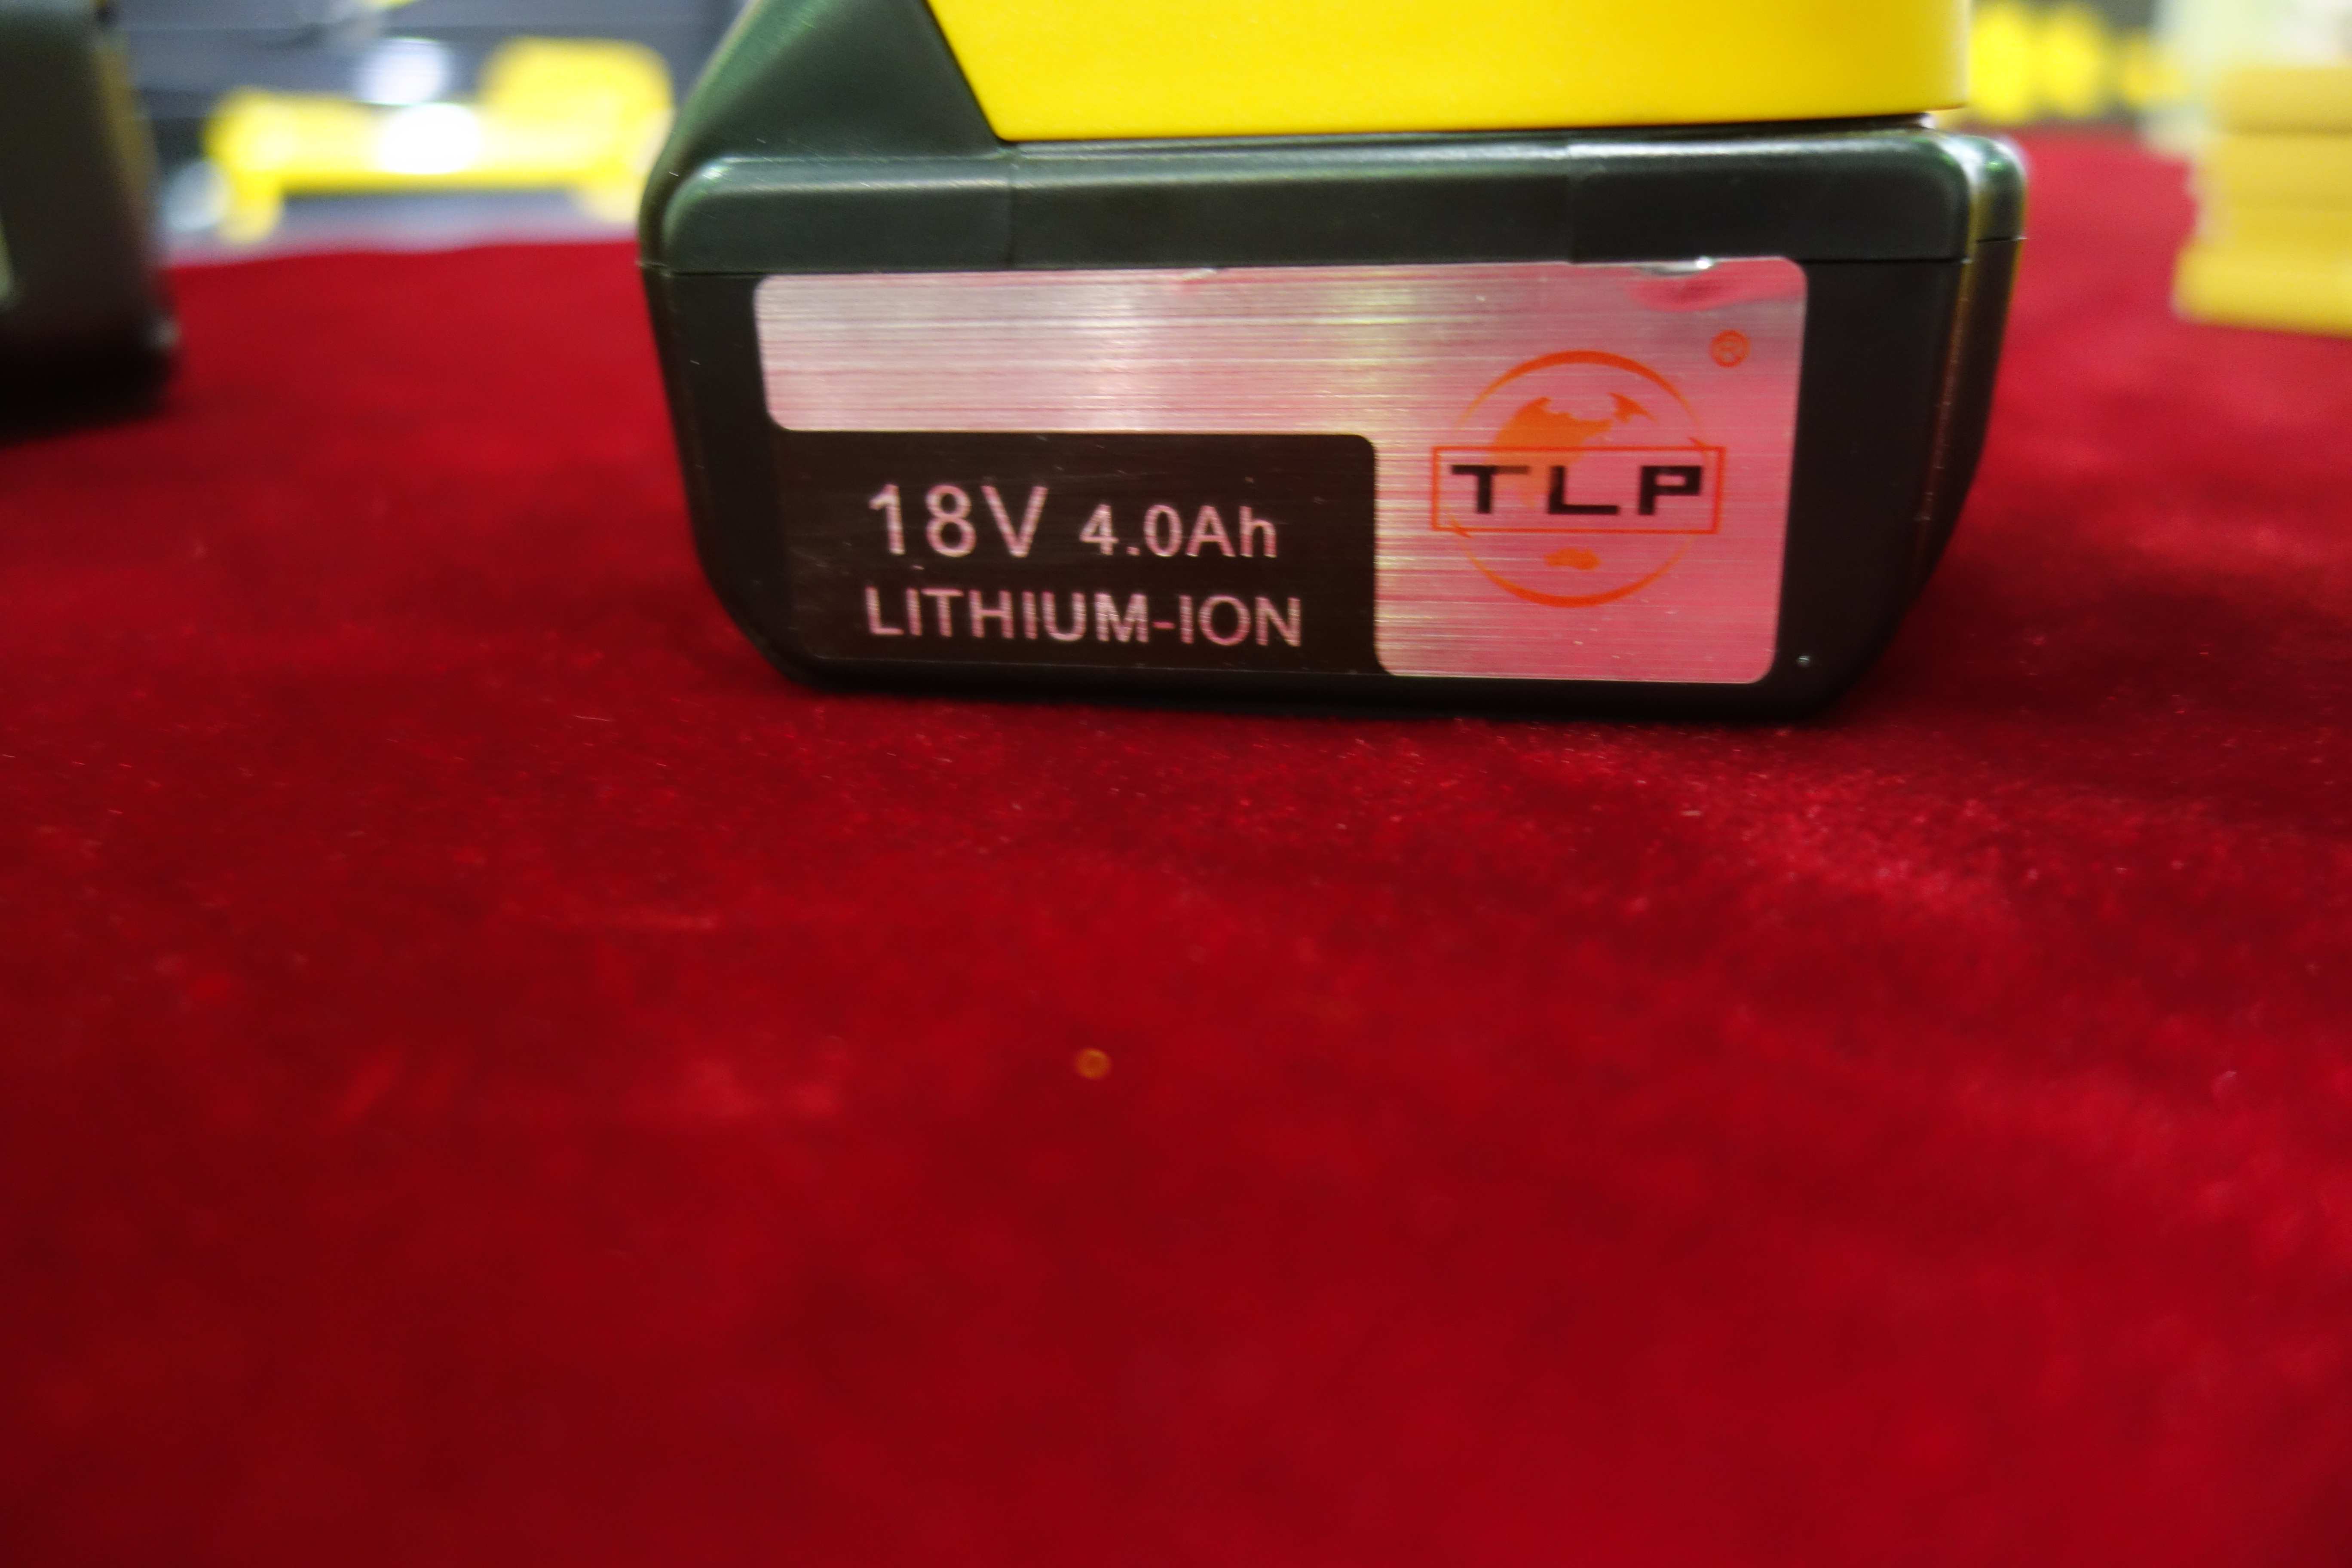 18V 4.0Ah
LITHIUM-ION
TLP
®